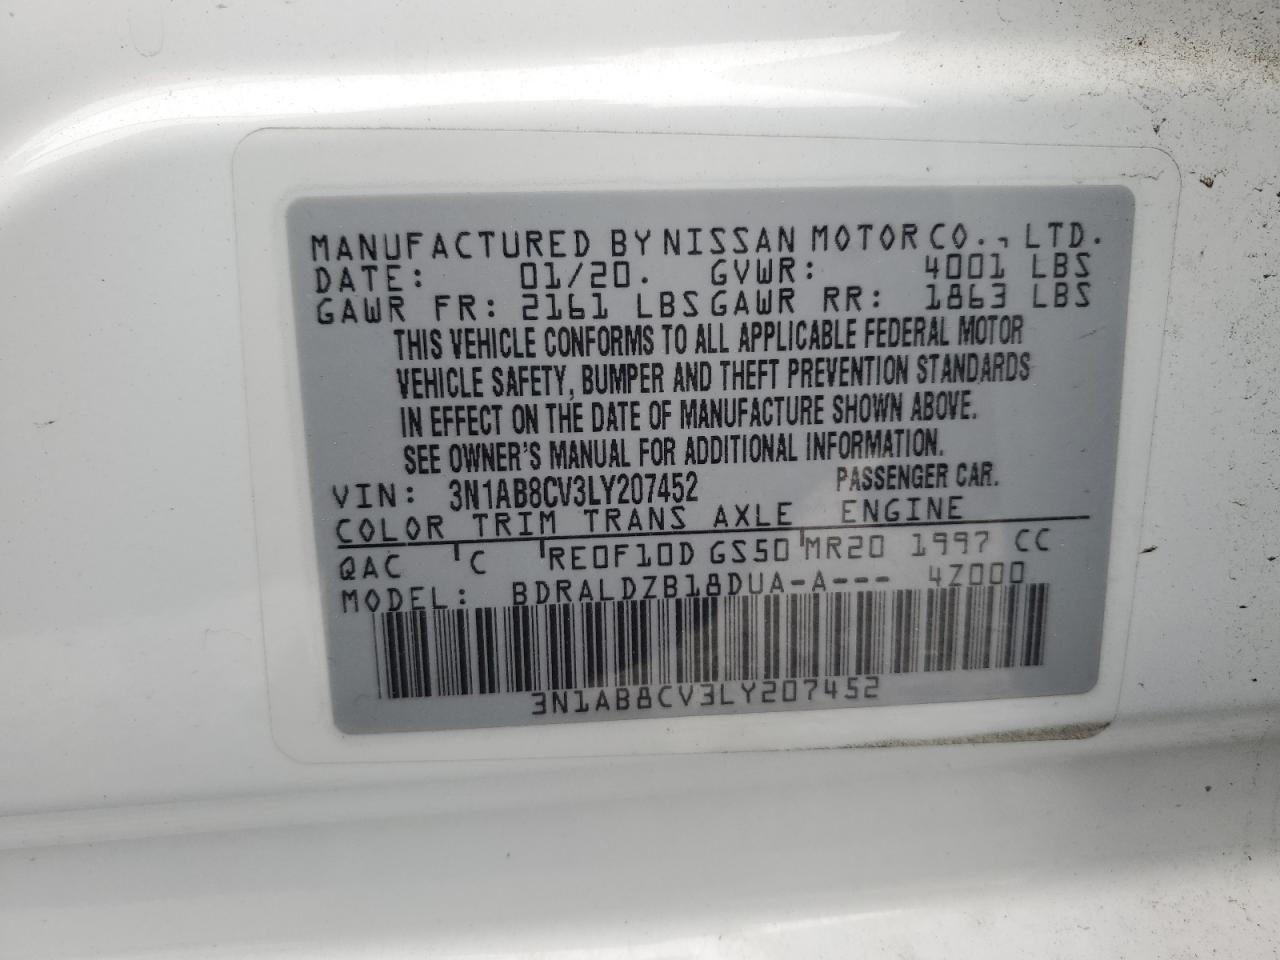 MANUFACTURED BY NISSAN MOTOR CO., LTD.
DATE: 01/20. GVWR: 4001 LBS
GAWR FR: 2161 LBS GAWR RR: 1863 LBS
THIS VEHICLE CONFORMS TO ALL APPLICABLE FEDERAL MOTOR
VEHICLE SAFETY, BUMPER AND THEFT PREVENTION STANDARDS
IN EFFECT ON THE DATE OF MANUFACTURE SHOWN ABOVE.
SEE OWNER'S MANUAL FOR ADDITIONAL INFORMATION.
VIN: 3N1AB8CV3LY207452 PASSENGER CAR.
COLOR TRIM TRANS AXLE ENGINE
QAC C RE0F10D GS50 MR20 1997 CC
MODEL: BDRALDZB18DUA-A--- 4Z000
3N1AB8CV3LY207452